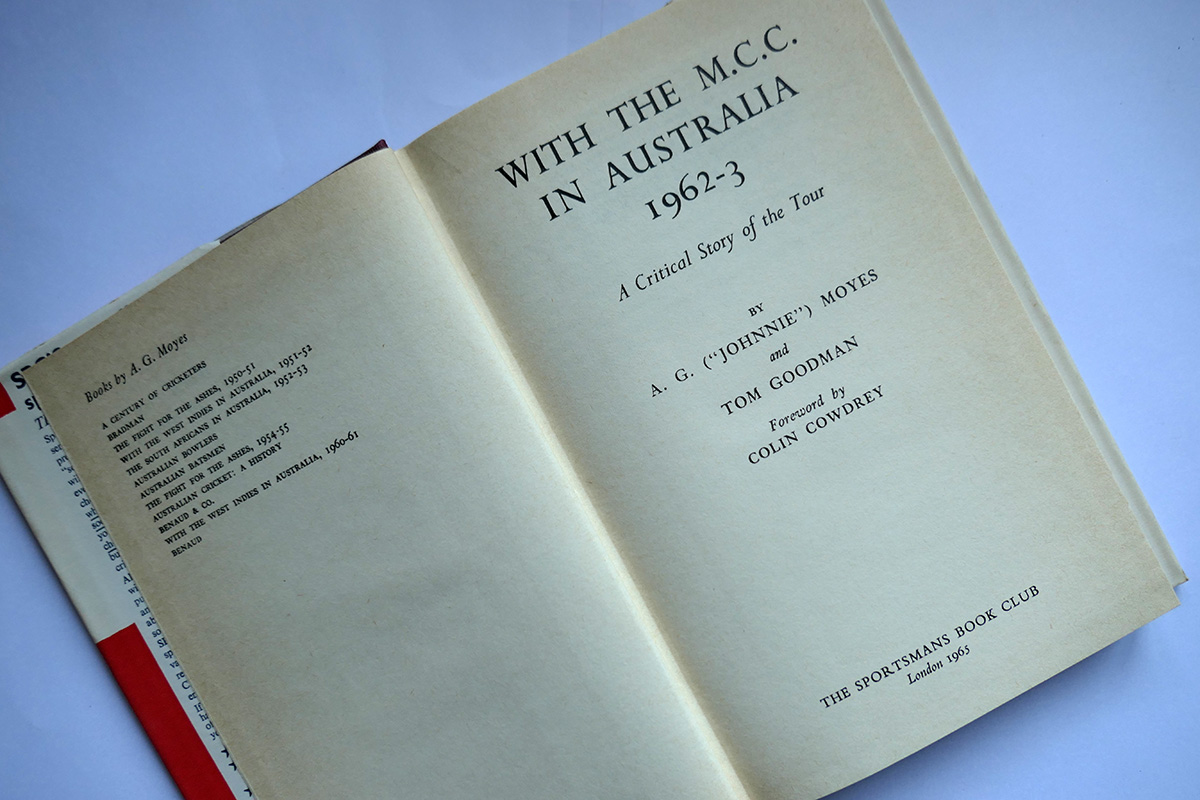 Books by A. G. Moyes
A CENTURY OF CRICKETERS
BRADMAN
THE FIGHT FOR THE ASHES, 1950-51
WITH THE WEST INDIES IN AUSTRALIA, 1951-52
THE SOUTH AFRICANS IN AUSTRALIA, 1952-53
AUSTRALIAN BOWLERS
AUSTRALIAN BATSMEN
THE FIGHT FOR THE ASHES, 1954-55
AUSTRALIAN CRICKET: A HISTORY
BENAUD & CO.
WITH THE WEST INDIES IN AUSTRALIA, 1960-61
BENAUD
WITH THE M.C.C.
IN AUSTRALIA
1962-3
A Critical Story of the Tour
BY
A. G. ("JOHNNIE") MOYES
and
TOM GOODMAN
Foreword by
COLIN COWDREY
THE SPORTSMANS BOOK CLUB
London 1965